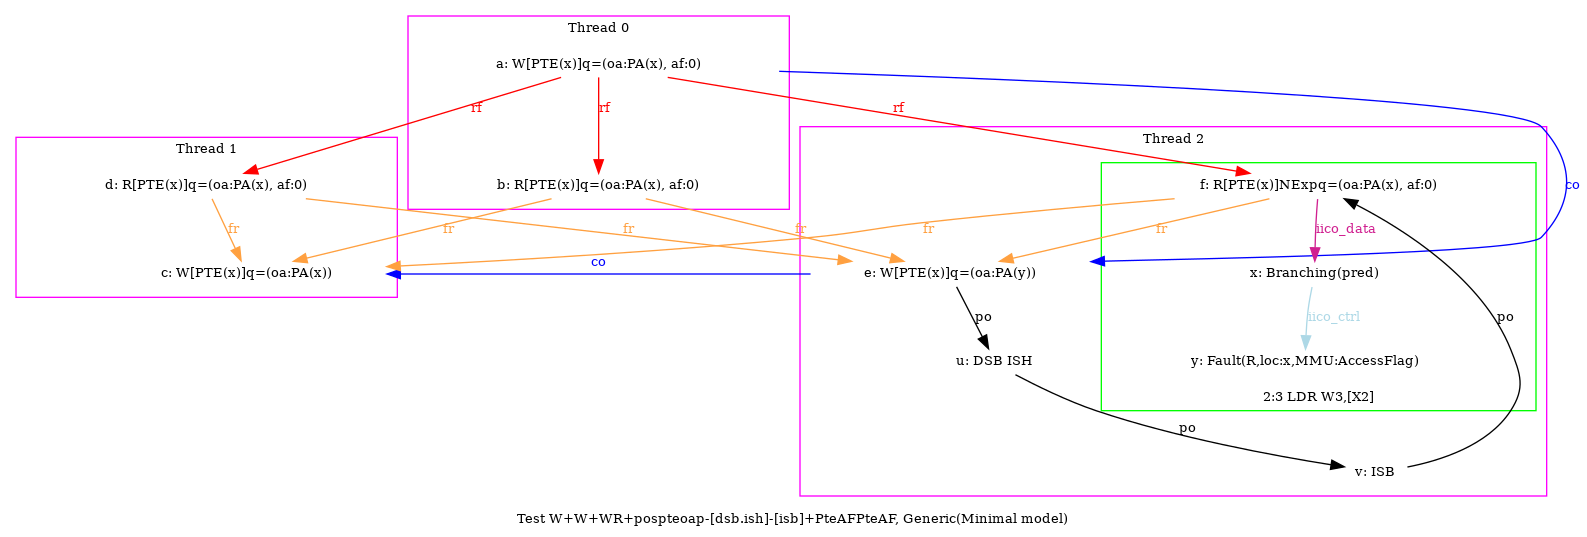 Thread 0
a: W[PTE(x)]q=(oa:PA(x), af:0)
rf
rf
rf
Thread 2
Thread 1
d: R[PTE(x)]q=(oa:PA(x), af:0)
b: R[PTE(x)]q=(oa:PA(x), af:0)
f: R[PTE(x)]NExpq=(oa:PA(x), af:0)
co
fr
fr
fr
fr
fr
fr
iico_data
co
c: W[PTE(x)]q=(oa:PA(x))
e: W[PTE(x)]q=(oa:PA(y))
x: Branching(pred)
po
iico_ctrl
po
u: DSB ISH
y: Fault(R,loc:x,MMU:AccessFlag)
2:3 LDR W3,[X2]
po
v: ISB
Test W+W+WR+pospteoap-[dsb.ish]-[isb]+PteAFPteAF, Generic(Minimal model)